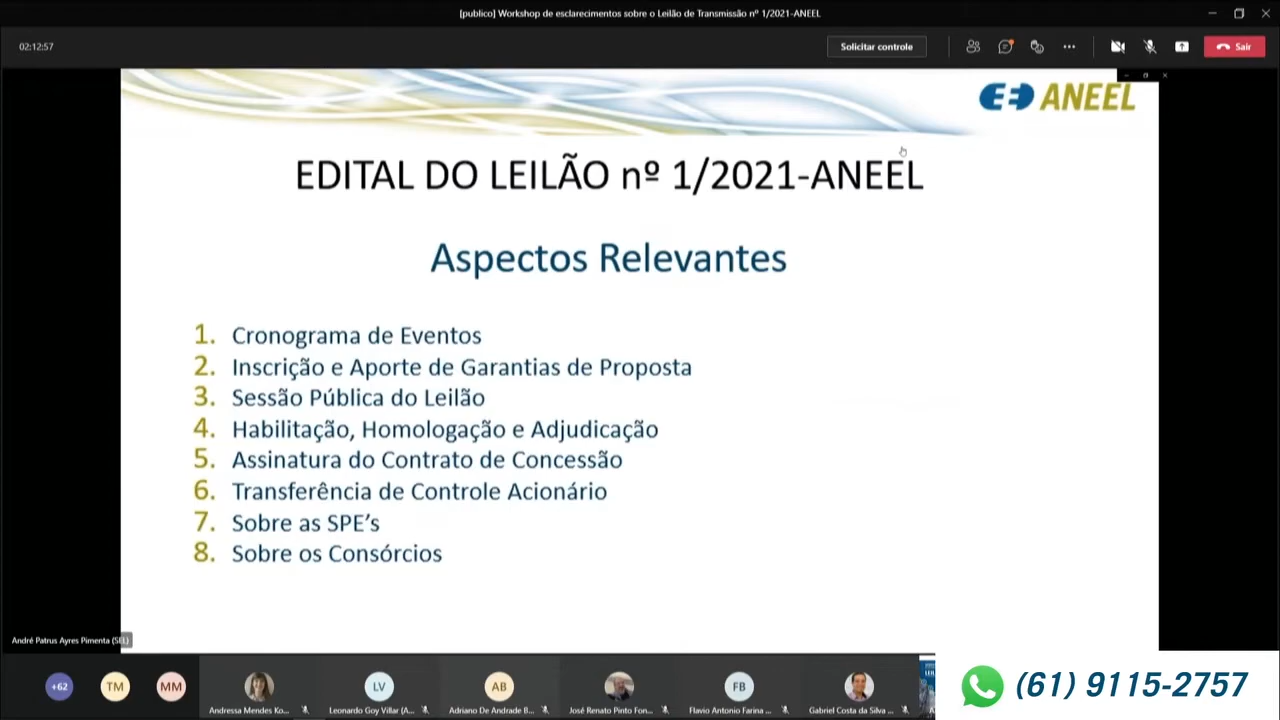 [publico] Workshop de esclarecimentos sobre o Leilão de Transmissão nº 1/2021-ANEEL
02:12:57
Solicitar controle
Sair
ANEEL
EDITAL DO LEILÃO nº 1/2021-ANEEL
Aspectos Relevantes
1. Cronograma de Eventos
2. Inscrição e Aporte de Garantias de Proposta
3. Sessão Pública do Leilão
4. Habilitação, Homologação e Adjudicação
5. Assinatura do Contrato de Concessão
6. Transferência de Controle Acionário
7. Sobre as SPE’s
8. Sobre os Consórcios
André Patrus Ayres Pimenta (SEL)
+62
TM
MM
LV
AB
FB
Andressa Mendes Ko...
Leonardo Goy Villar (A...
Adriano De Andrade B...
José Renato Pinto Fon...
Flavio Antonio Farina ...
Gabriel Costa da Silva ...
(61) 9115-2757